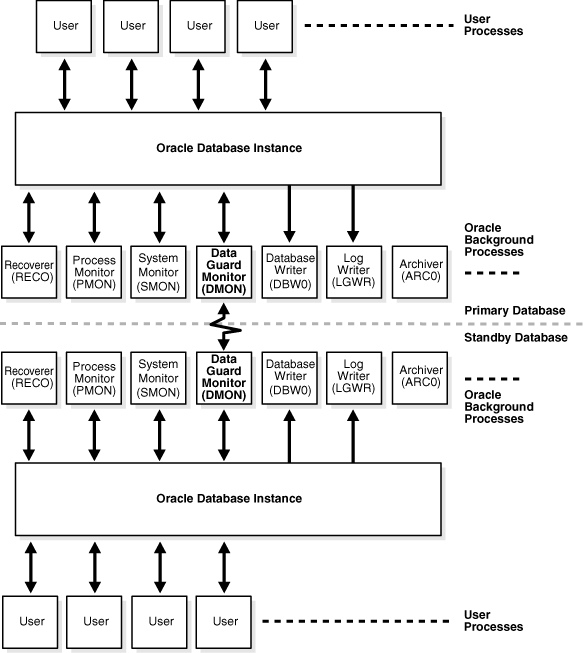 User
User
User
User
User
Processes
Oracle Database Instance
Recoverer
(RECO)
Process
Monitor
(PMON)
System
Monitor
(SMON)
Data
Guard
Monitor
(DMON)
Database
Writer
(DBW0)
Log
Writer
(LGWR)
Archiver
(ARC0)
Oracle
Background
Processes
Primary Database
Standby Database
Recoverer
(RECO)
Process
Monitor
(PMON)
System
Monitor
(SMON)
Data
Guard
Monitor
(DMON)
Database
Writer
(DBW0)
Log
Writer
(LGWR)
Archiver
(ARC0)
Oracle
Background
Processes
Oracle Database Instance
User
User
User
User
User
Processes